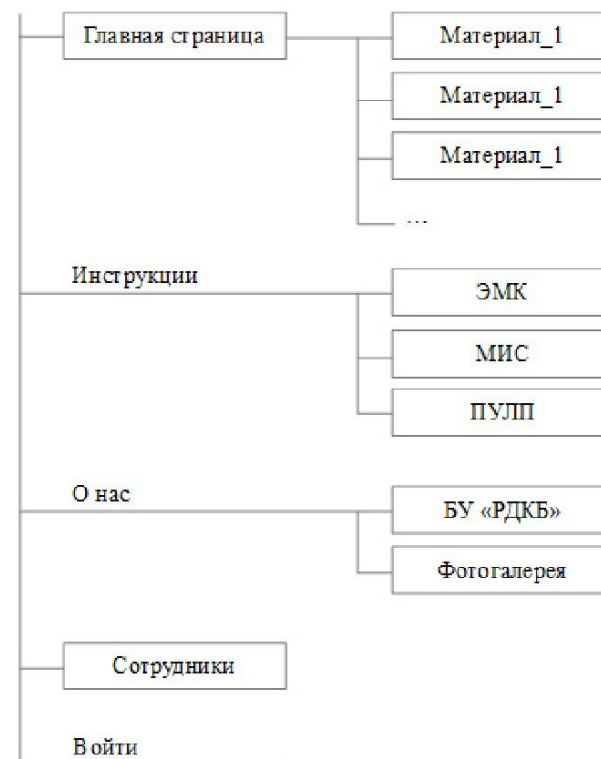 Главная страница
Материал_1
Материал_1
Материал_1
...
Инструкции
ЭМК
МИС
ПУЛП
О нас
БУ «РДКБ»
Фотогалерея
Сотрудники
Войти